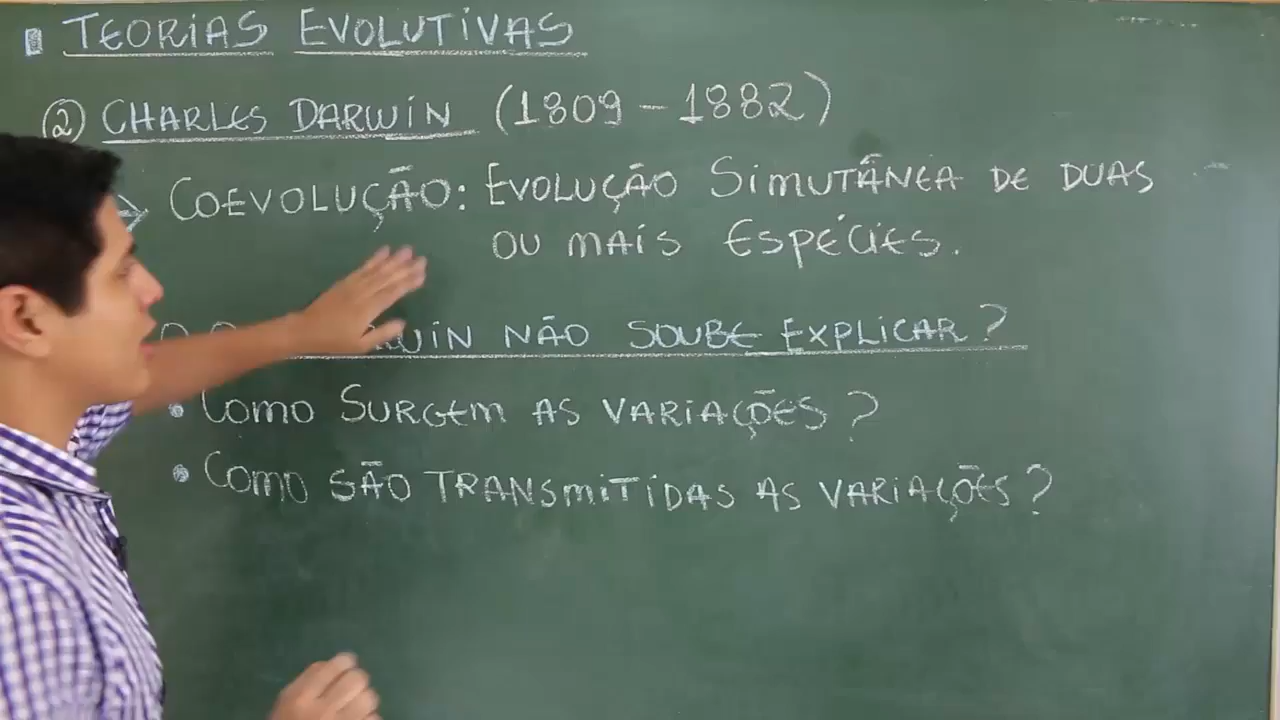 TEORIAS EVOLUTIVAS
② CHARLES DARWIN (1809 - 1882)
→ COEVOLUÇÃO: EVOLUÇÃO SIMUTÂNEA DE DUAS
OU MAIS ESPÉCIES.
O WIN NÃO SOUBE EXPLICAR?
• COMO SURGEM AS VARIAÇÕES?
• COMO SÃO TRANSMITIDAS AS VARIAÇÕES?